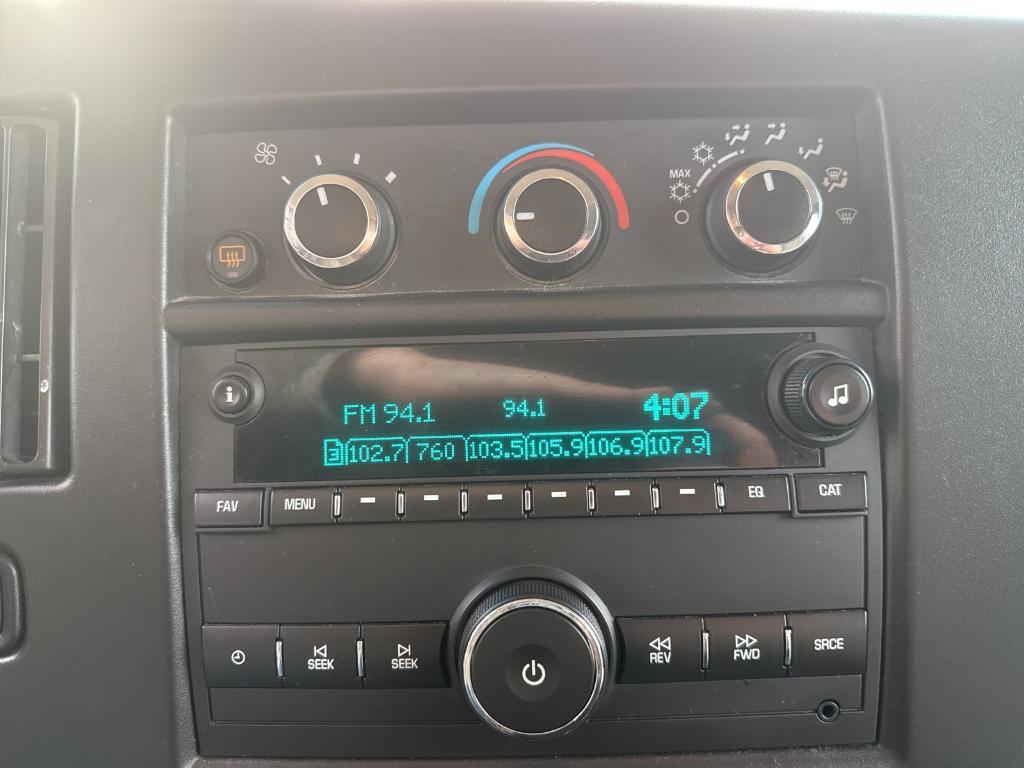 MAX
i
FM 94.1 94.1 4:07
3 102.7 760 103.5 105.9 106.9 107.9
FAV MENU EQ CAT
SEEK SEEK REV FWD SRCE